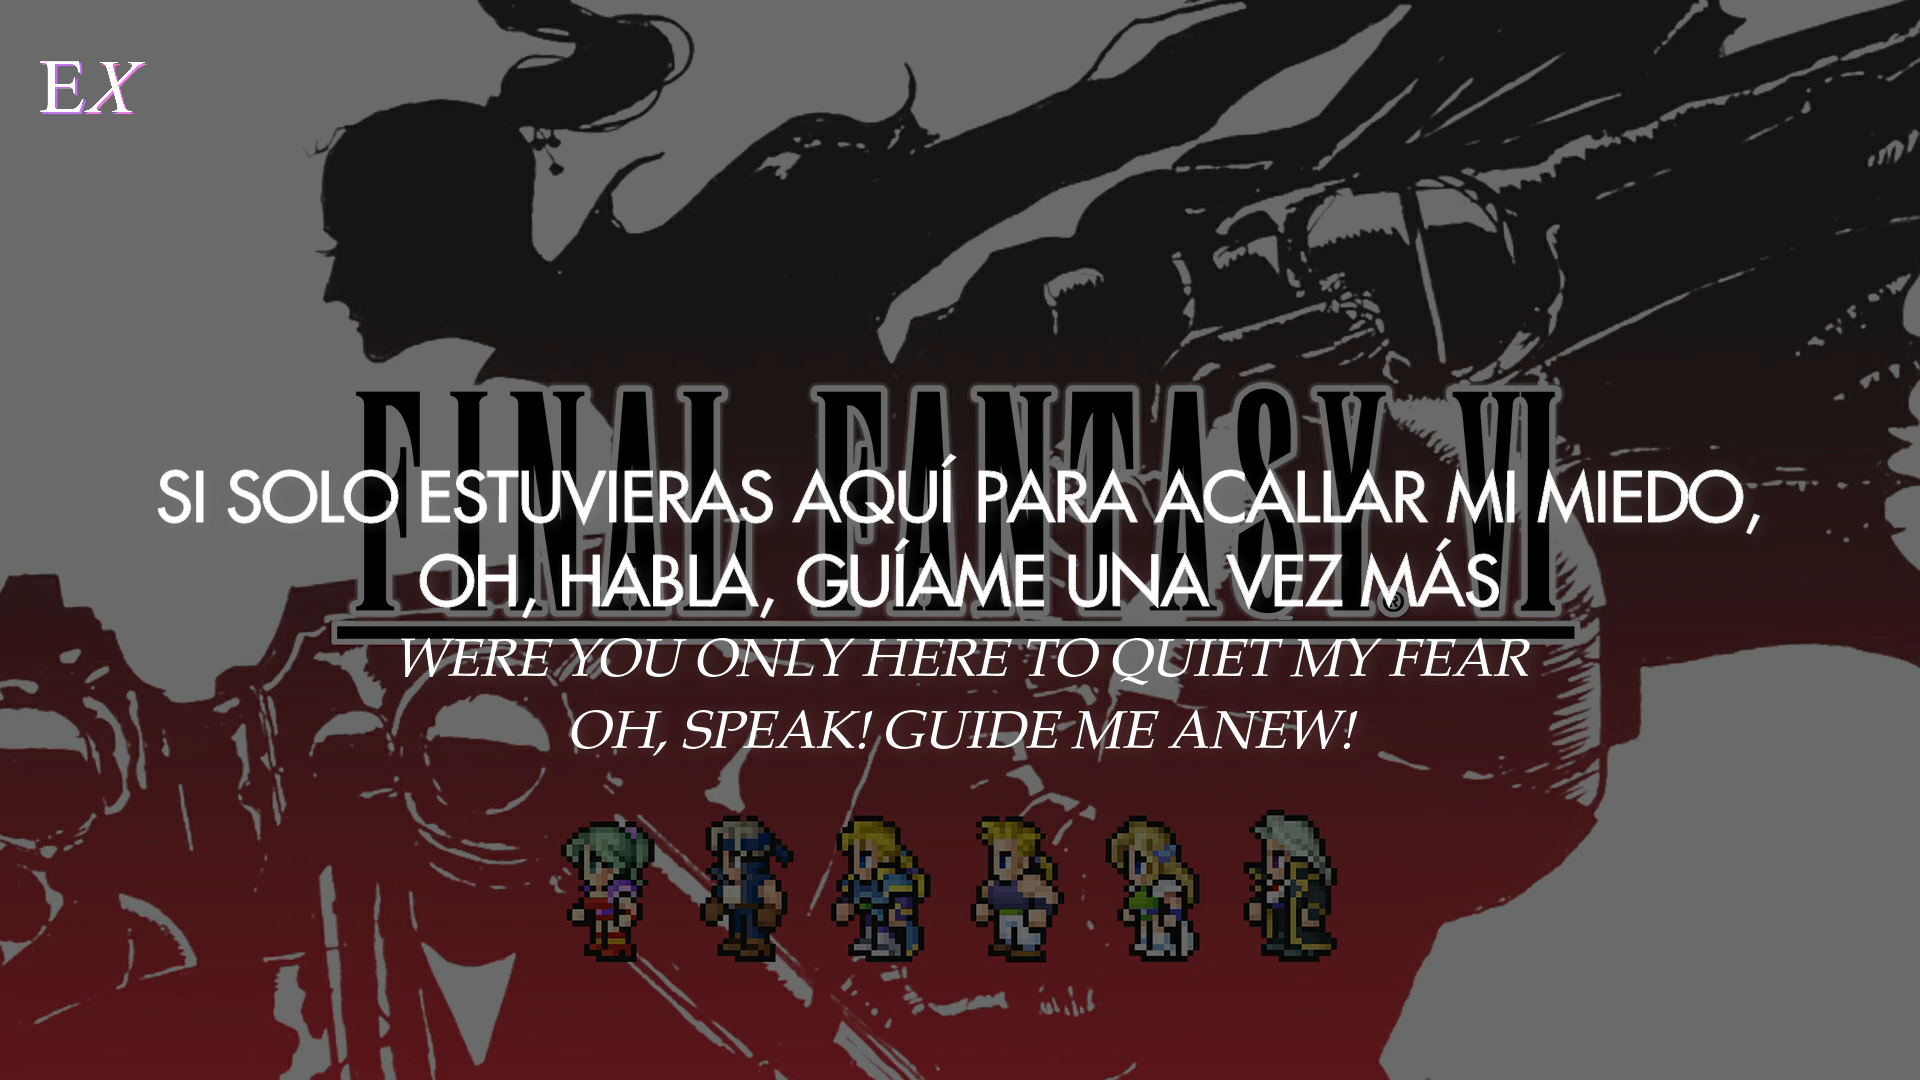 EX
FINAL FANTASY VI
SI SOLO ESTUVIERAS AQUÍ PARA ACALLAR MI MIEDO,
OH, HABLA, GUÍAME UNA VEZ MÁS
®
WERE YOU ONLY HERE TO QUIET MY FEAR
OH, SPEAK! GUIDE ME ANEW!